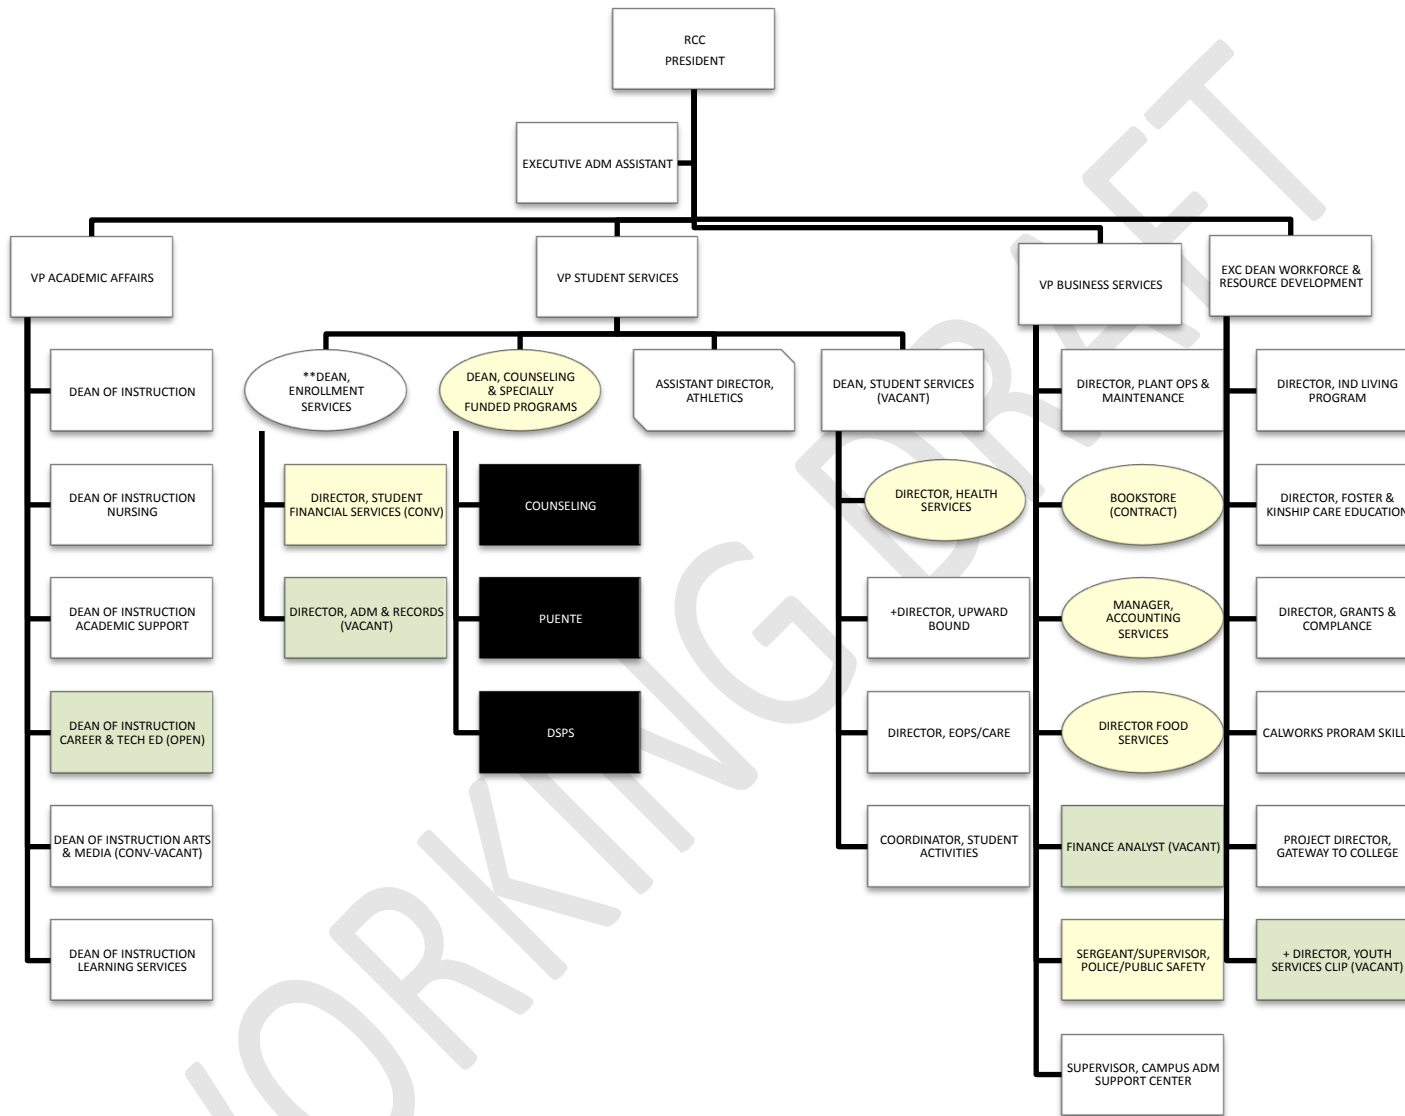 RCC
PRESIDENT
EXECUTIVE ADM ASSISTANT
VP ACADEMIC AFFAIRS
VP STUDENT SERVICES
VP BUSINESS SERVICES
EXC DEAN WORKFORCE &
RESOURCE DEVELOPMENT
DEAN OF INSTRUCTION
DEAN OF INSTRUCTION
NURSING
DEAN OF INSTRUCTION
ACADEMIC SUPPORT
DEAN OF INSTRUCTION
CAREER & TECH ED (OPEN)
DEAN OF INSTRUCTION ARTS
& MEDIA (CONV-VACANT)
DEAN OF INSTRUCTION
LEARNING SERVICES
**DEAN,
ENROLLMENT
SERVICES
DIRECTOR, STUDENT
FINANCIAL SERVICES (CONV)
DIRECTOR, ADM & RECORDS
(VACANT)
DEAN, COUNSELING
& SPECIALLY
FUNDED PROGRAMS
COUNSELING
PUENTE
DSPS
ASSISTANT DIRECTOR,
ATHLETICS
DEAN, STUDENT SERVICES
(VACANT)
DIRECTOR, HEALTH
SERVICES
+DIRECTOR, UPWARD
BOUND
DIRECTOR, EOPS/CARE
COORDINATOR, STUDENT
ACTIVITIES
DIRECTOR, PLANT OPS &
MAINTENANCE
BOOKSTORE
(CONTRACT)
MANAGER,
ACCOUNTING
SERVICES
DIRECTOR FOOD
SERVICES
FINANCE ANALYST (VACANT)
SERGEANT/SUPERVISOR,
POLICE/PUBLIC SAFETY
SUPERVISOR, CAMPUS ADM
SUPPORT CENTER
DIRECTOR, IND LIVING
PROGRAM
DIRECTOR, FOSTER &
KINSHIP CARE EDUCATION
DIRECTOR, GRANTS &
COMPLANCE
CALWORKS PRORAM SKILL
PROJECT DIRECTOR,
GATEWAY TO COLLEGE
+ DIRECTOR, YOUTH
SERVICES CLIP (VACANT)
WORKING DRAFT